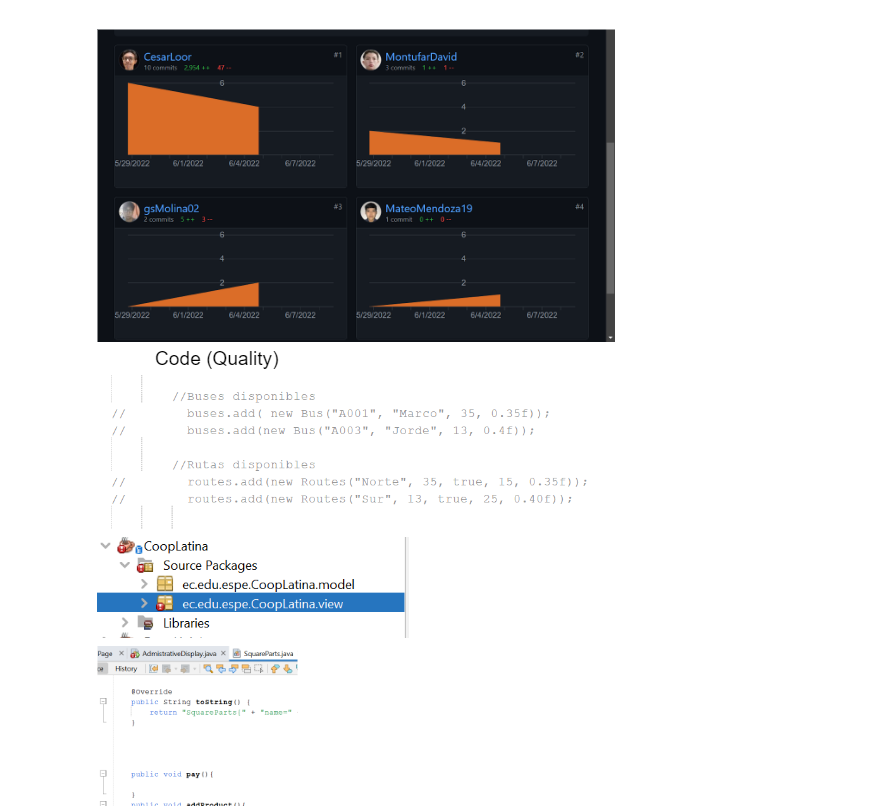 CesarLoor #1
10 commits 2,954 ++ 47 --
6
5/29/2022 6/1/2022 6/4/2022 6/7/2022
MontufarDavid #2
3 commits 1 ++ 1 --
6
4
2
5/29/2022 6/1/2022 6/4/2022 6/7/2022
gsMolina02 #3
2 commits 5 ++ 3 --
6
4
2
5/29/2022 6/1/2022 6/4/2022 6/7/2022
MateoMendoza19 #4
1 commit 0 ++ 0 --
6
4
2
5/29/2022 6/1/2022 6/4/2022 6/7/2022
Code (Quality)
//Buses disponibles
// buses.add( new Bus("A001", "Marco", 35, 0.35f));
// buses.add(new Bus("A003", "Jorde", 13, 0.4f));
//Rutas disponibles
// routes.add(new Routes("Norte", 35, true, 15, 0.35f));
// routes.add(new Routes("Sur", 13, true, 25, 0.40f));
CoopLatina
Source Packages
ec.edu.espe.CoopLatina.model
ec.edu.espe.CoopLatina.view
Libraries
Page × AdmistrativeDisplay.java × SquareParts.java
ce History
@Override
public String toString() {
return "SquareParts{" + "name="
}
public void pay(){
}
public void addProduct(){